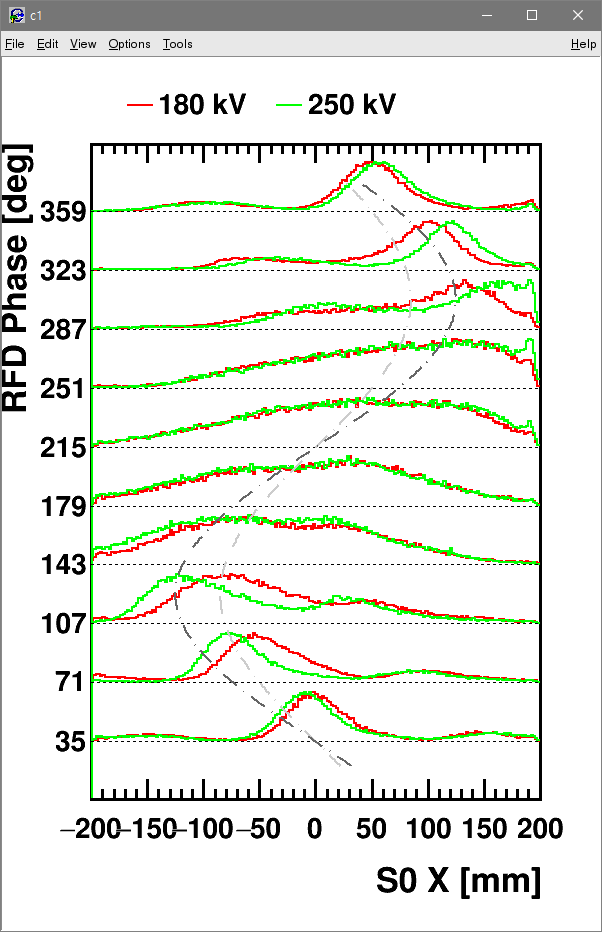 c1
File Edit View Options Tools Help
180 kV 250 kV
RFD Phase [deg]
359
323
287
251
215
179
143
107
71
35
−200 −150 −100 −50 0 50 100 150 200
S0 X [mm]